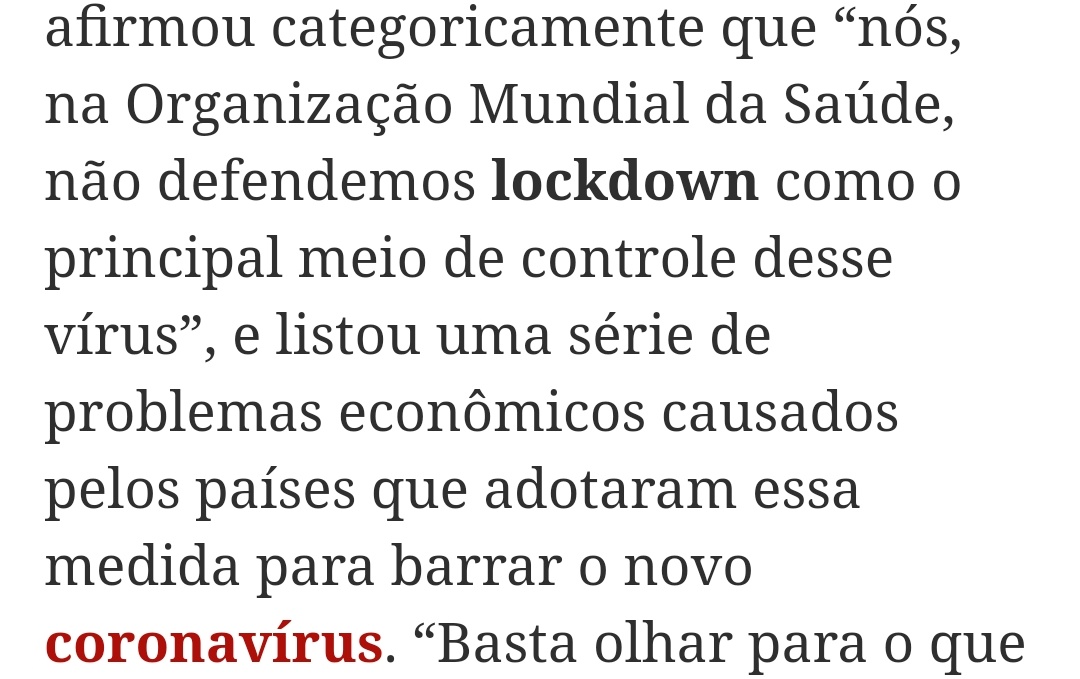 afirmou categoricamente que “nós,
na Organização Mundial da Saúde,
não defendemos lockdown como o
principal meio de controle desse
vírus”, e listou uma série de
problemas econômicos causados
pelos países que adotaram essa
medida para barrar o novo
coronavírus. “Basta olhar para o que